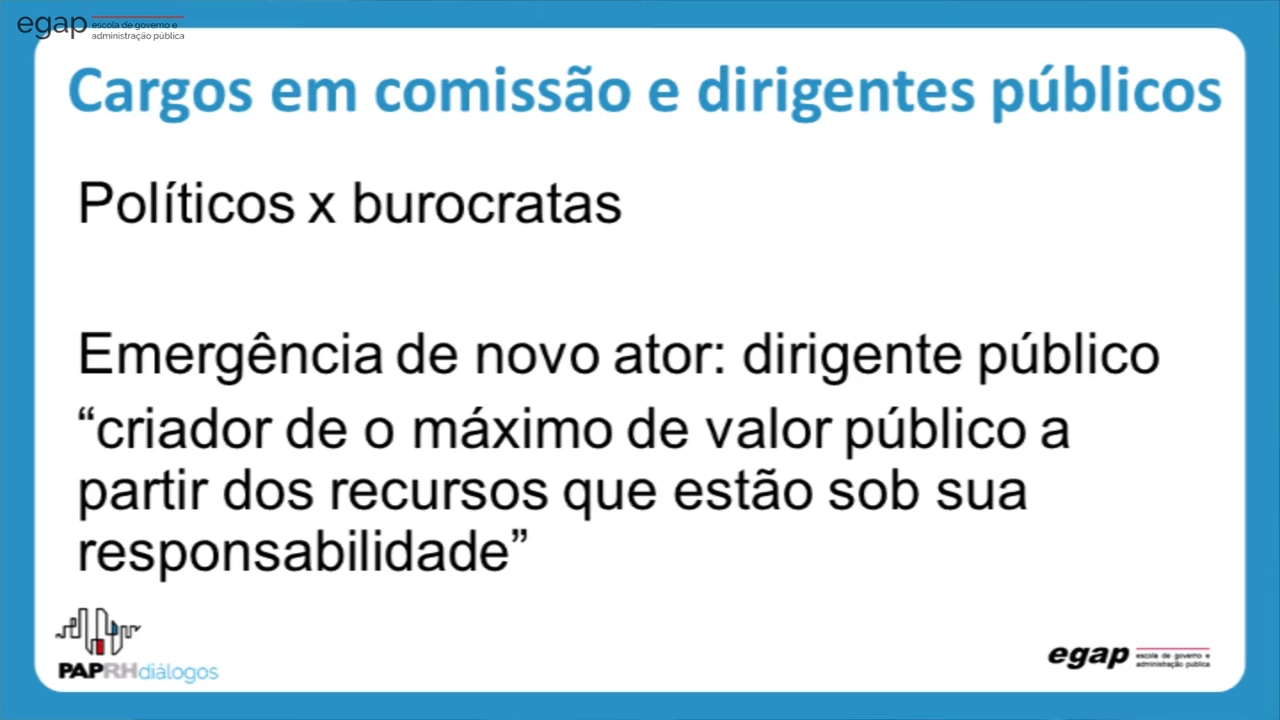 egap escola de governo e
administração pública
Cargos em comissão e dirigentes públicos
Políticos x burocratas
Emergência de novo ator: dirigente público
“criador de o máximo de valor público a
partir dos recursos que estão sob sua
responsabilidade”
PAPRHdiálogos
egap escola de governo e
administração pública